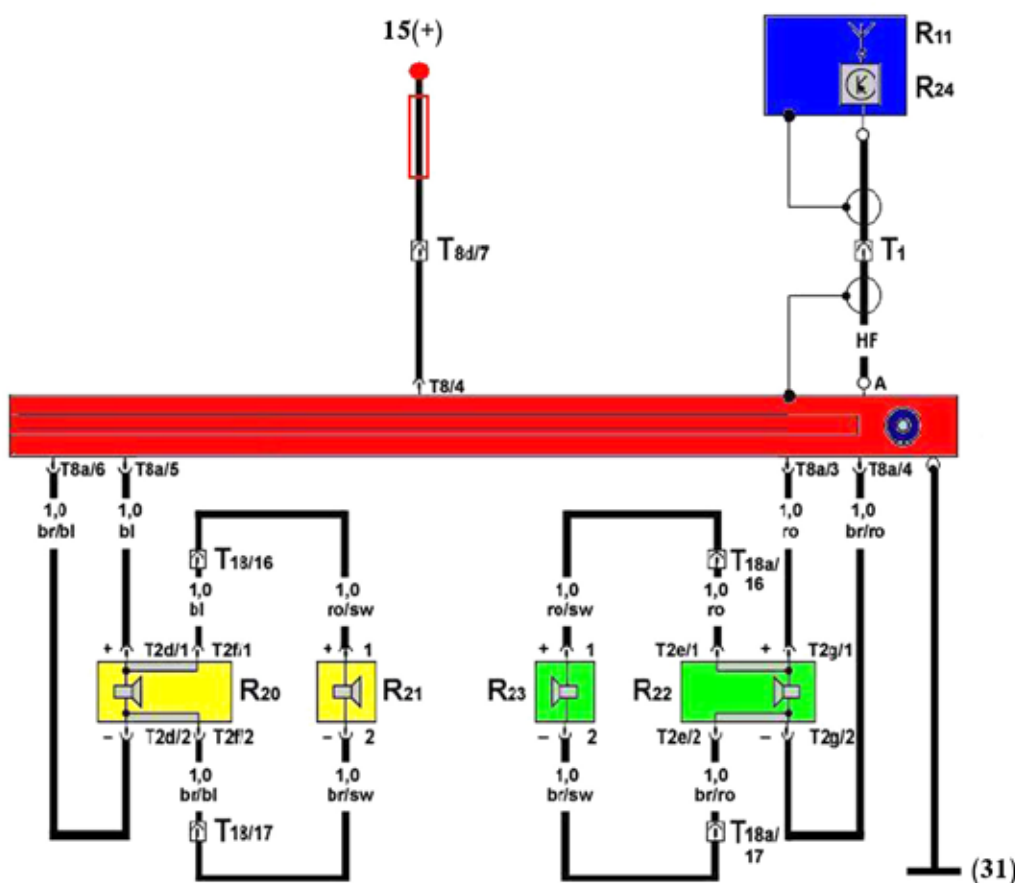 15(+)
R11
R24
T8d/7
T1
HF
T8/4
A
T8a/6
T8a/5
T8a/3
T8a/4
1,0
br/bl
1,0
bl
1,0
ro
1,0
br/ro
T18/16
T18a/
16
1,0
bl
1,0
ro/sw
1,0
ro/sw
1,0
ro
+
T2d/1
T2f/1
+
1
+
1
T2e/1
+
T2g/1
R20
R21
R23
R22
–
T2d/2
T2f/2
–
2
–
2
T2e/2
–
T2g/2
1,0
br/bl
1,0
br/sw
1,0
br/sw
1,0
br/ro
T18/17
T18a/
17
(31)